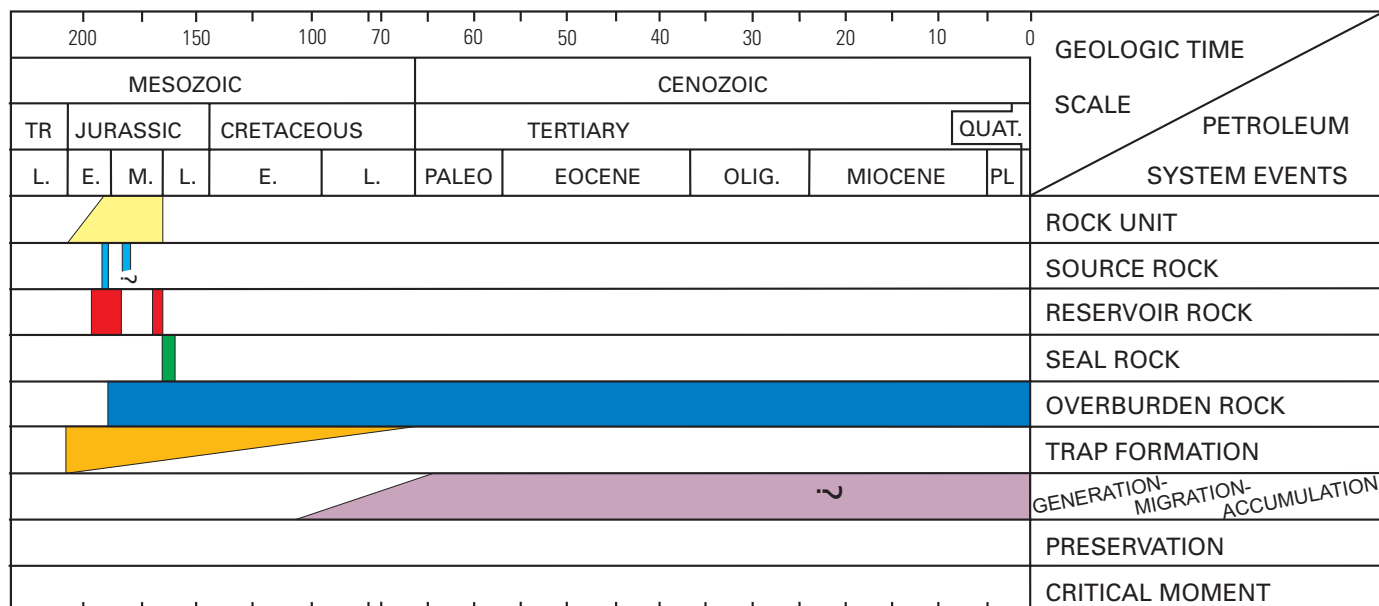 200 150 100 70 60 50 40 30 20 10 0
GEOLOGIC TIME
SCALE
PETROLEUM
SYSTEM EVENTS
MESOZOIC CENOZOIC
TR JURASSIC CRETACEOUS TERTIARY QUAT.
L. E. M. L. E. L. PALEO EOCENE OLIG. MIOCENE PL
ROCK UNIT
? SOURCE ROCK
RESERVOIR ROCK
SEAL ROCK
OVERBURDEN ROCK
TRAP FORMATION
? GENERATION-
MIGRATION-
ACCUMULATION
PRESERVATION
CRITICAL MOMENT